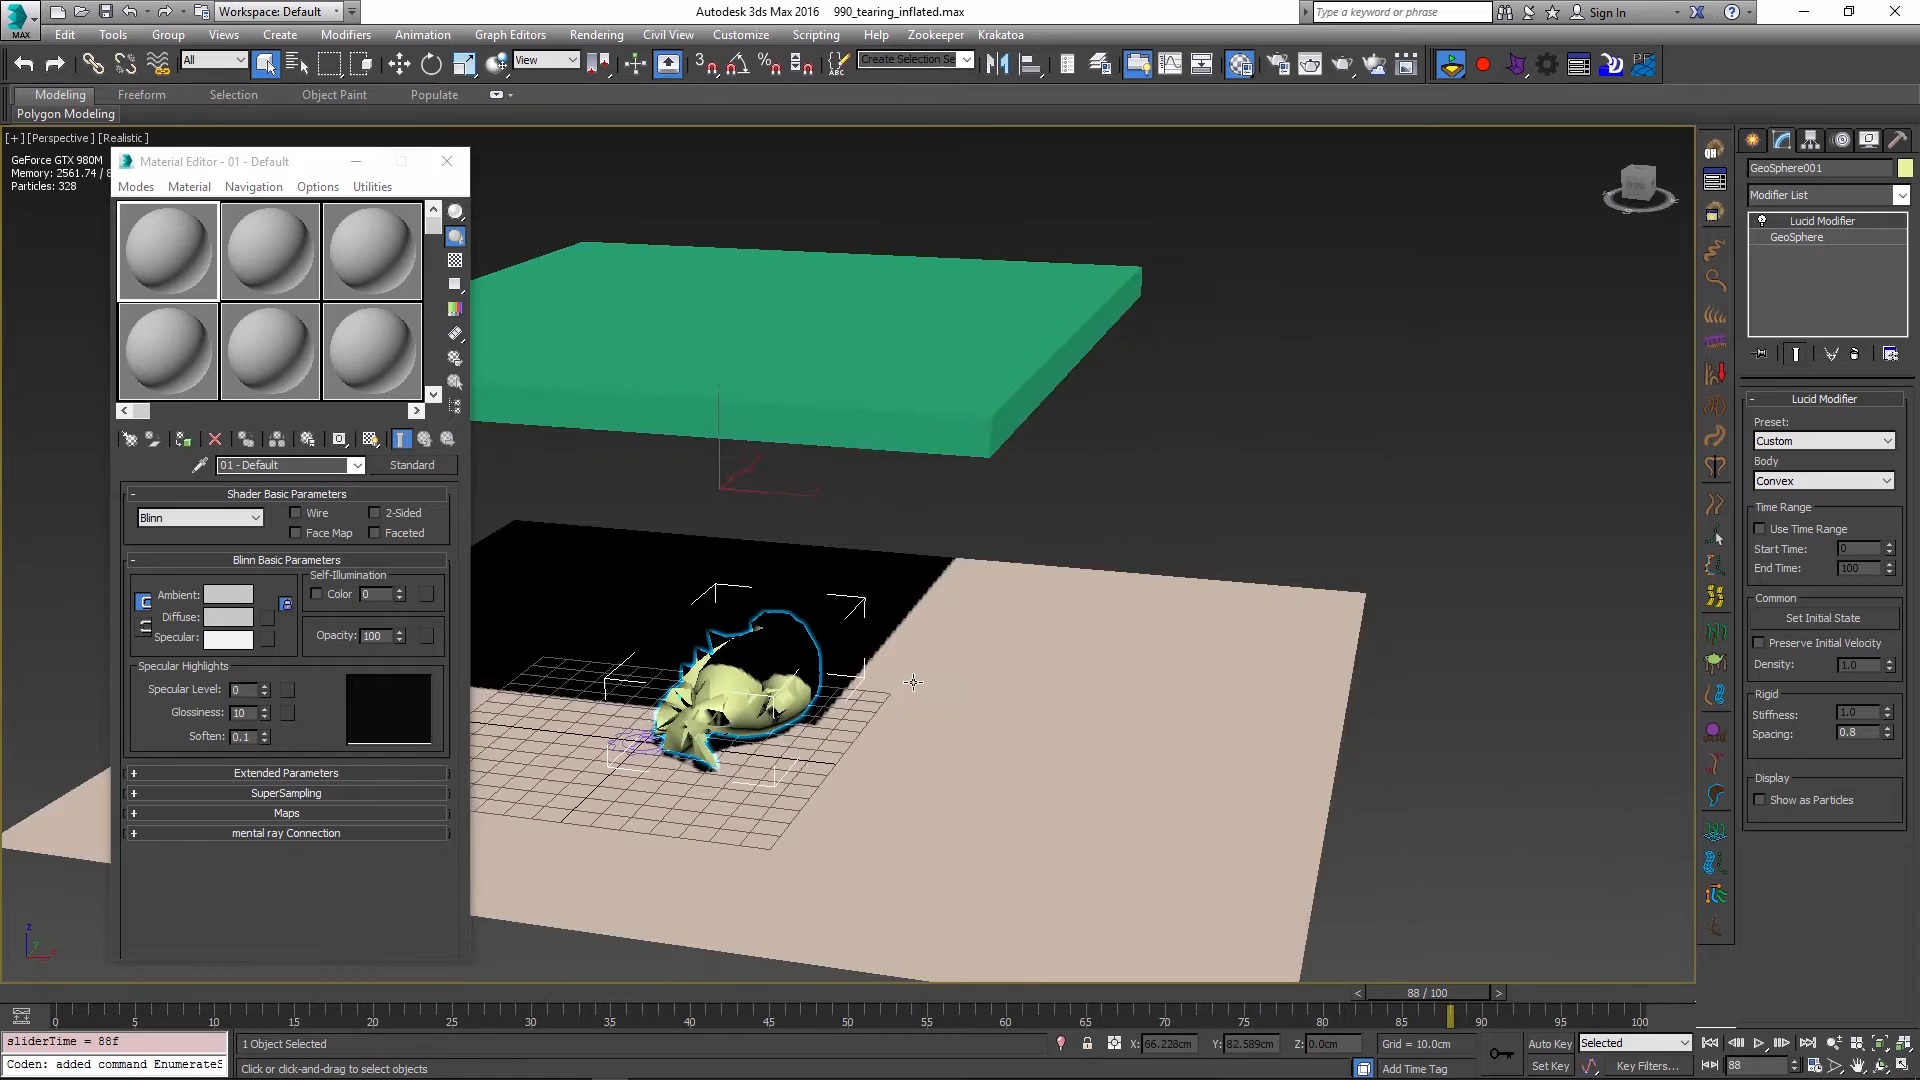 MAX
Workspace: Default
Autodesk 3ds Max 2016 990_tearing_inflated.max
Type a keyword or phrase
Sign In
Edit Tools Group Views Create Modifiers Animation Graph Editors Rendering Civil View Customize Scripting Help Zookeeper Krakatoa
All View 3 ABC Create Selection Se PF
Modeling Freeform Selection Object Paint Populate
Polygon Modeling
[+] [Perspective] [Realistic]
GeForce GTX 980M
Memory: 2561.74 / 8
Particles: 328
Material Editor - 01 - Default
Modes Material Navigation Options Utilities
01 - Default Standard
Shader Basic Parameters
Blinn Wire 2-Sided
Face Map Faceted
Blinn Basic Parameters
Self-Illumination
Ambient: Color 0
Diffuse:
Specular: Opacity: 100
Specular Highlights
Specular Level: 0
Glossiness: 10
Soften: 0.1
Extended Parameters
SuperSampling
Maps
mental ray Connection
QH
GeoSphere001
Modifier List
Lucid Modifier
GeoSphere
Lucid Modifier
Preset:
Custom
Body
Convex
Time Range
Use Time Range
Start Time: 0
End Time: 100
Common
Set Initial State
Preserve Initial Velocity
Density: 1.0
Rigid
Stiffness: 1.0
Spacing: 0.8
Display
Show as Particles
z
x
88 / 100
0 5 10 15 20 25 30 35 40 45 50 55 60 65 70 75 80 85 90 95 100
sliderTime = 88f
Coden: added command EnumerateS
1 Object Selected
Click or click-and-drag to select objects
X: 66.228cm Y: 82.589cm Z: 0.0cm Grid = 10.0cm
Add Time Tag
Auto Key Selected
Set Key Key Filters...
88